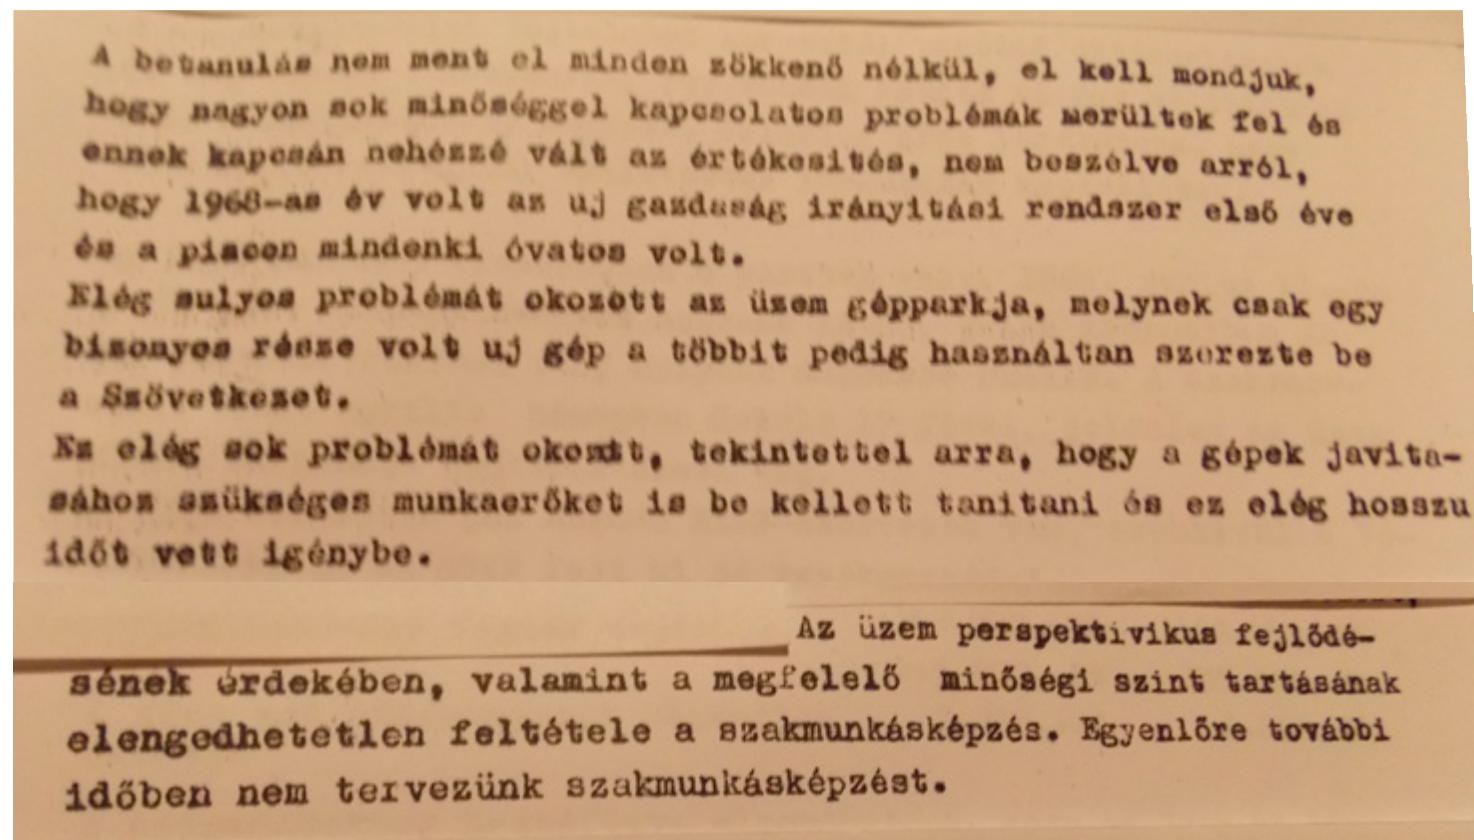 A betanulás nem ment el minden zökkenő nélkül, el kell mondjuk,
hogy nagyon sok minőséggel kapcsolatos problémák merültek fel és
ennek kapcsán nehézzé vált az értékesités, nem beszélve arról,
hogy 1968-as év volt az uj gazdaság irányitási rendszer első éve
és a piacon mindenki óvatos volt.
Elég sulyos problémát okozott az üzem gépparkja, melynek csak egy
bizonyos része volt uj gép a többit pedig használtan szerezte be
a Szövetkezet.
Ez elég sok problémát okozt, tekintettel arra, hogy a gépek javita-
sához szükséges munkaerőket is be kellett tanitani és ez elég hosszu
időt vett igénybe.
Az üzem perspektivikus fejlődé-
sének érdekében, valamint a megfelelő minőségi szint tartásának
elengedhetetlen feltétele a szakmunkásképzés. Egyenlőre további
időben nem tervezünk szakmunkásképzést.